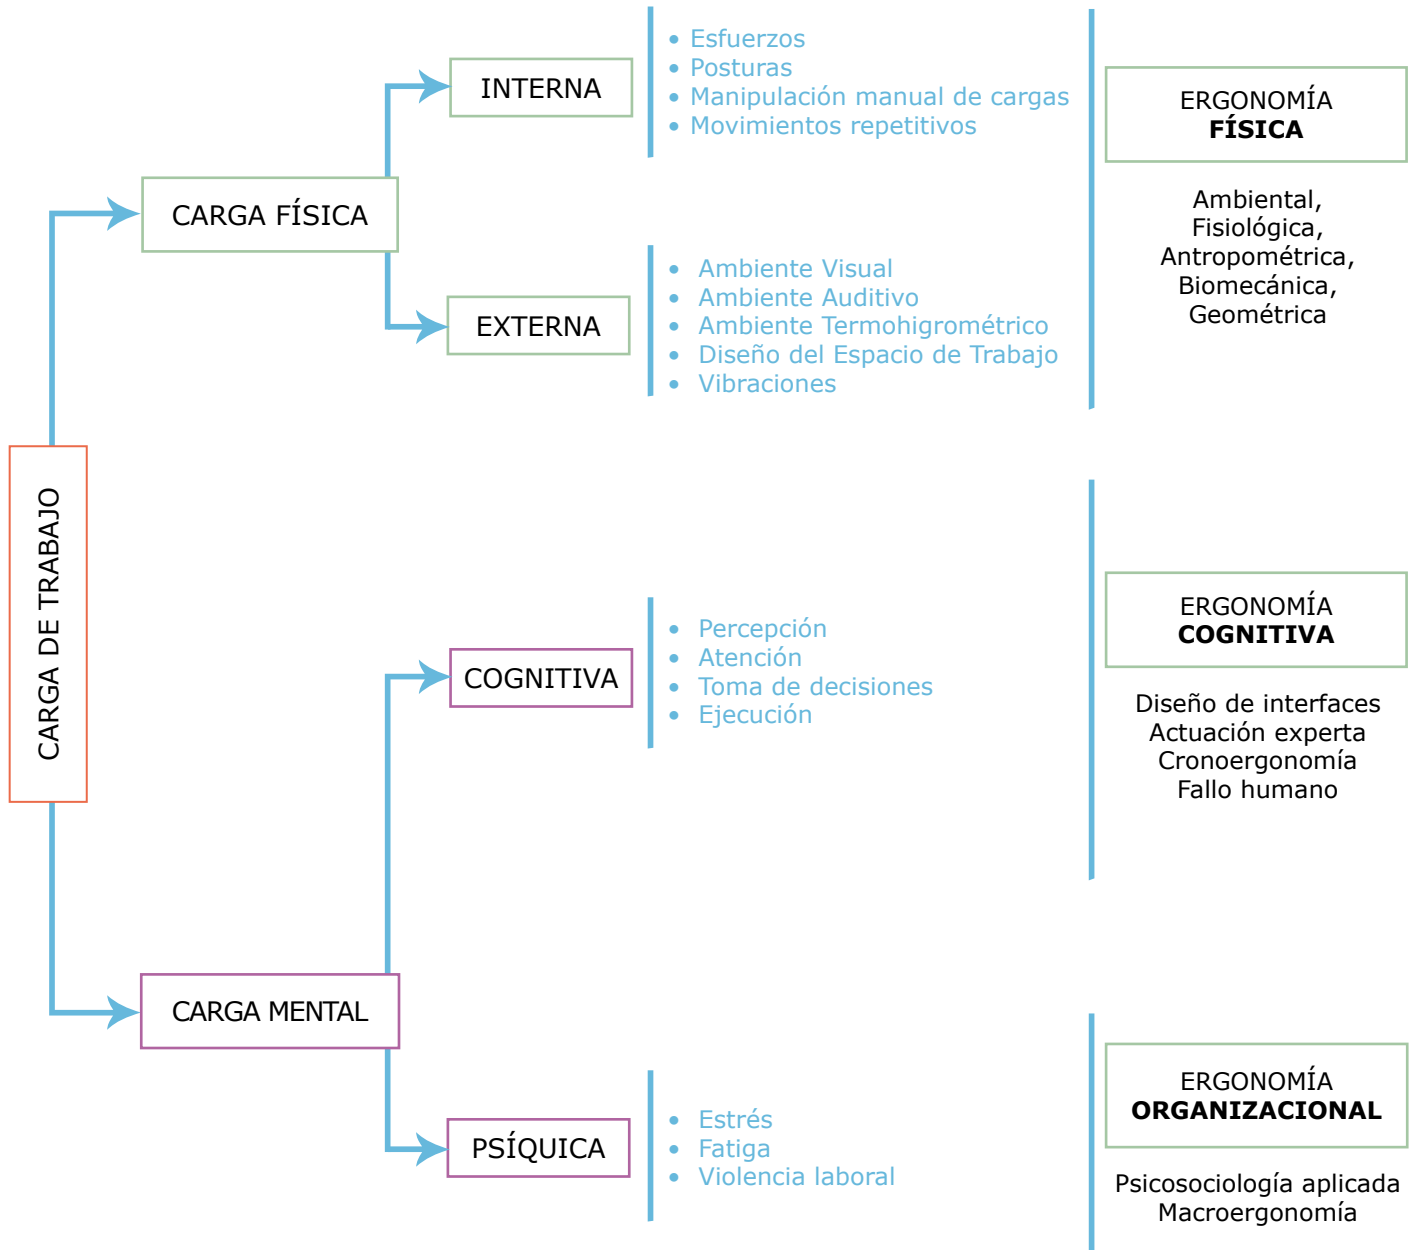 CARGA DE TRABAJO
CARGA FÍSICA
INTERNA
• Esfuerzos
• Posturas
• Manipulación manual de cargas
• Movimientos repetitivos
EXTERNA
• Ambiente Visual
• Ambiente Auditivo
• Ambiente Termohigrométrico
• Diseño del Espacio de Trabajo
• Vibraciones
ERGONOMÍA
FÍSICA
Ambiental,
Fisiológica,
Antropométrica,
Biomecánica,
Geométrica
CARGA MENTAL
COGNITIVA
• Percepción
• Atención
• Toma de decisiones
• Ejecución
ERGONOMÍA
COGNITIVA
Diseño de interfaces
Actuación experta
Cronoergonomía
Fallo humano
PSÍQUICA
• Estrés
• Fatiga
• Violencia laboral
ERGONOMÍA
ORGANIZACIONAL
Psicosociología aplicada
Macroergonomía